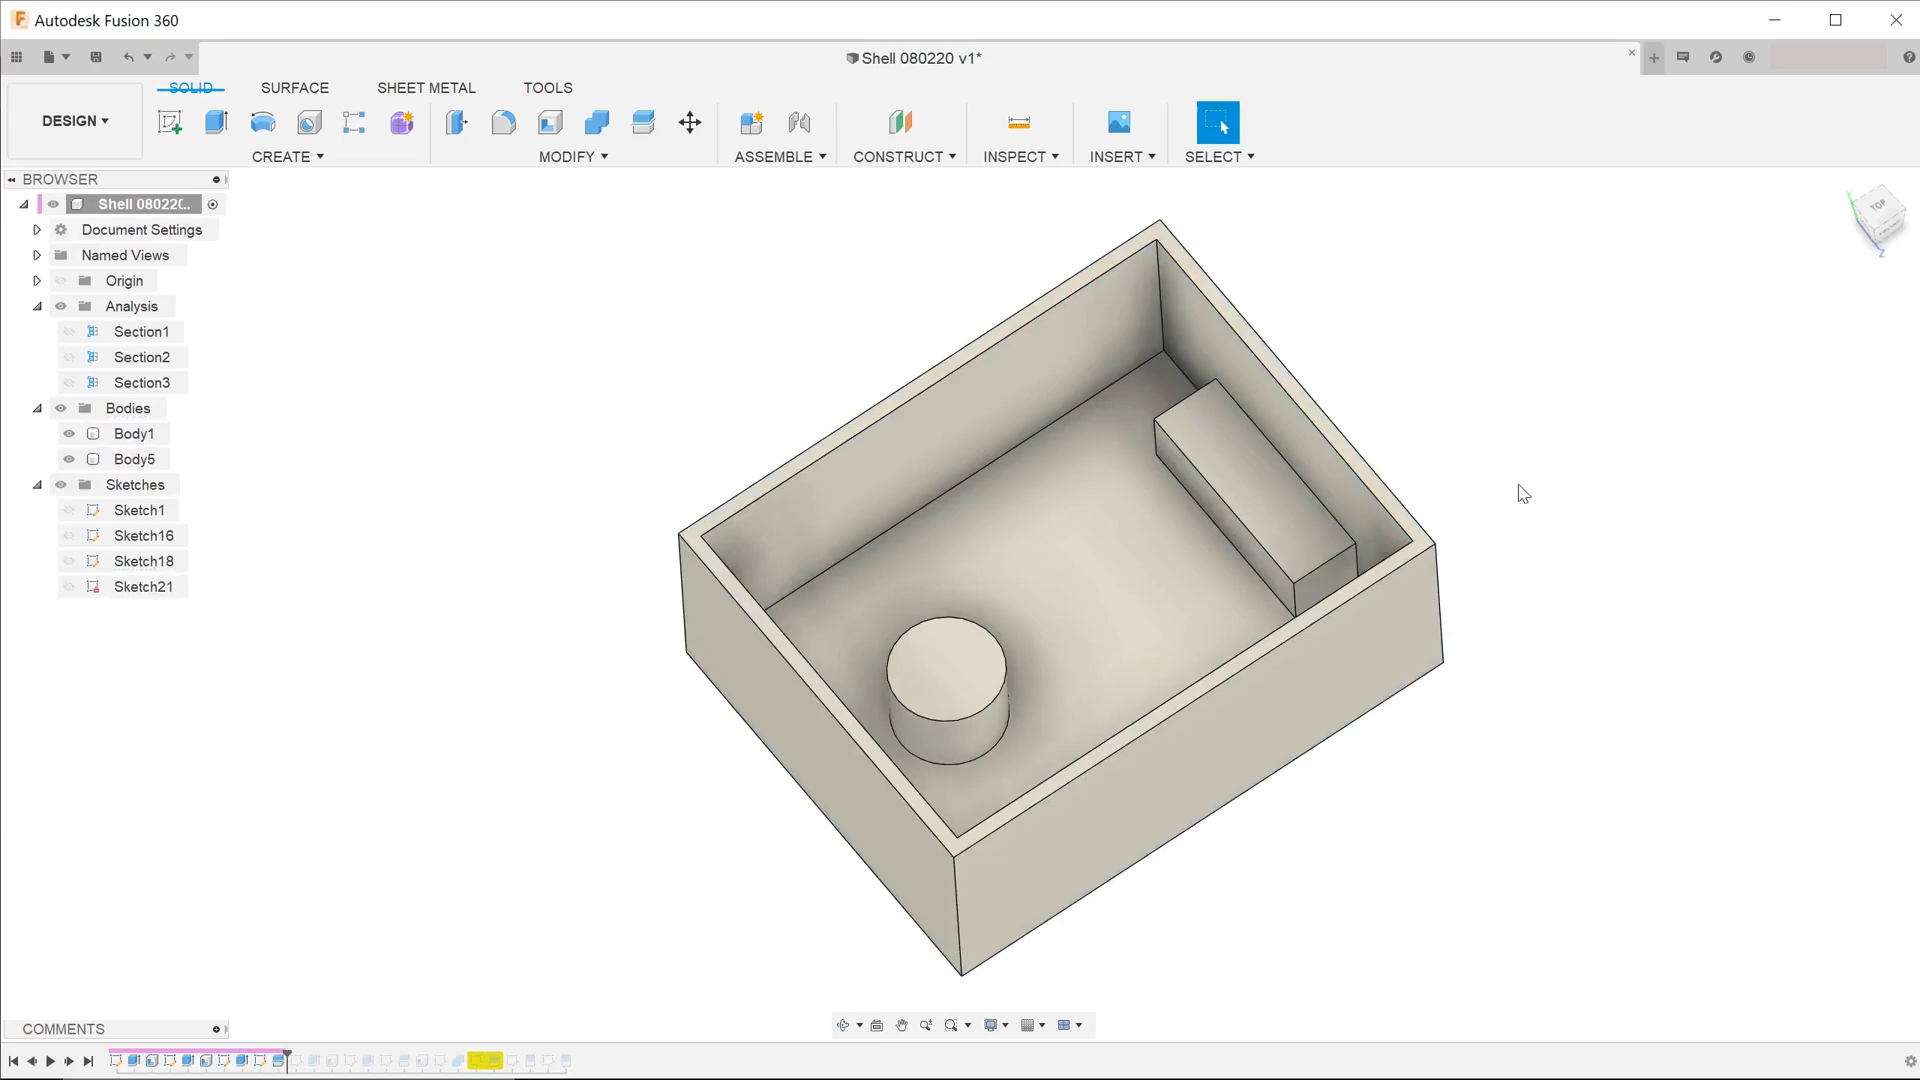 Autodesk Fusion 360
Shell 080220 v1*
SOLID SURFACE SHEET METAL TOOLS
DESIGN
CREATE MODIFY ASSEMBLE CONSTRUCT INSPECT INSERT SELECT
BROWSER
Shell 08022(..
Document Settings
Named Views
Origin
Analysis
Section1
Section2
Section3
Bodies
Body1
Body5
Sketches
Sketch1
Sketch16
Sketch18
Sketch21
TOP
Z
COMMENTS